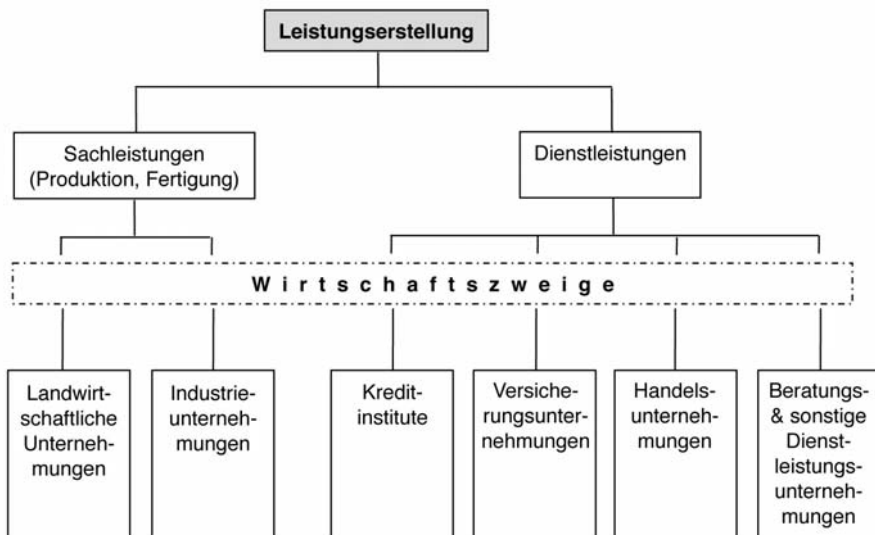 Leistungserstellung
Sachleistungen
(Produktion, Fertigung)
Dienstleistungen
Wirtschaftszweige
Landwirt-
schaftliche
Unterneh-
mungen
Industrie-
unterneh-
mungen
Kredit-
institute
Versiche-
rungsunter-
nehmungen
Handels-
unterneh-
mungen
Beratungs-
& sonstige
Dienst-
leistungs-
unterneh-
mungen